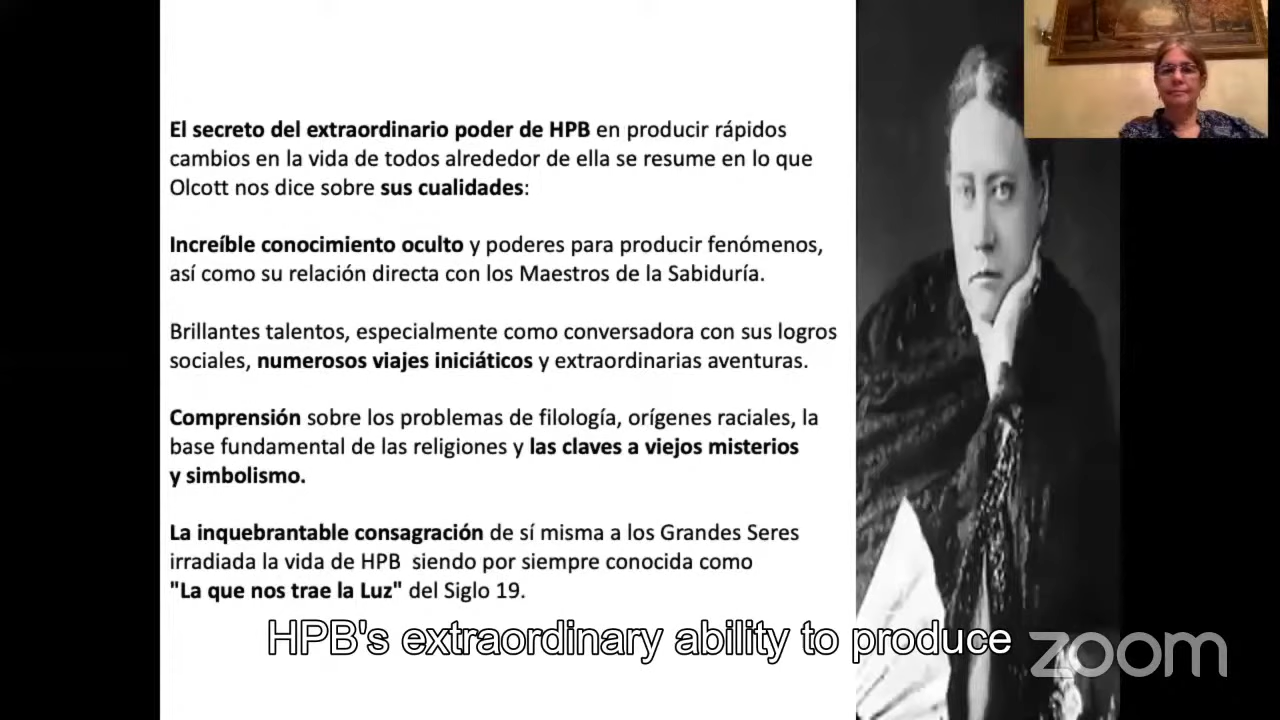 El secreto del extraordinario poder de HPB en producir rápidos
cambios en la vida de todos alrededor de ella se resume en lo que
Olcott nos dice sobre sus cualidades:
Increíble conocimiento oculto y poderes para producir fenómenos,
así como su relación directa con los Maestros de la Sabiduría.
Brillantes talentos, especialmente como conversadora con sus logros
sociales, numerosos viajes iniciáticos y extraordinarias aventuras.
Comprensión sobre los problemas de filología, orígenes raciales, la
base fundamental de las religiones y las claves a viejos misterios
y simbolismo.
La inquebrantable consagración de sí misma a los Grandes Seres
irradiada la vida de HPB siendo por siempre conocida como
"La que nos trae la Luz" del Siglo 19.
HPB's extraordinary ability to produce
zoom